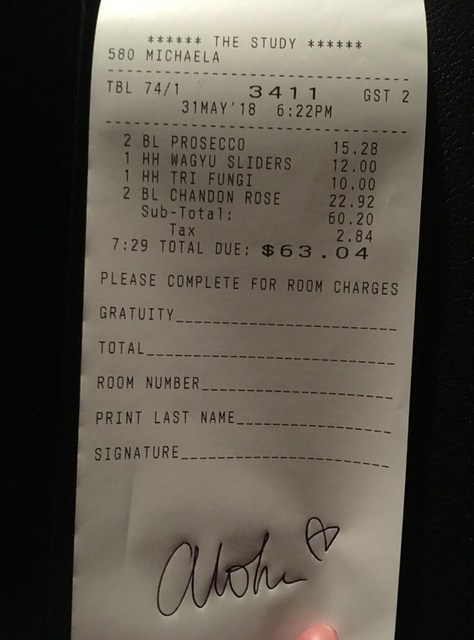 ****** THE STUDY ******
580 MICHAELA
TBL 74/1 3411 GST 2
31MAY'18 6:22PM
2 BL PROSECCO 15.28
1 HH WAGYU SLIDERS 12.00
1 HH TRI FUNGI 10.00
2 BL CHANDON ROSE 22.92
Sub-Total: 60.20
Tax 2.84
7:29 TOTAL DUE: $63.04
PLEASE COMPLETE FOR ROOM CHARGES
GRATUITY
TOTAL
ROOM NUMBER
PRINT LAST NAME
SIGNATURE
Aloha